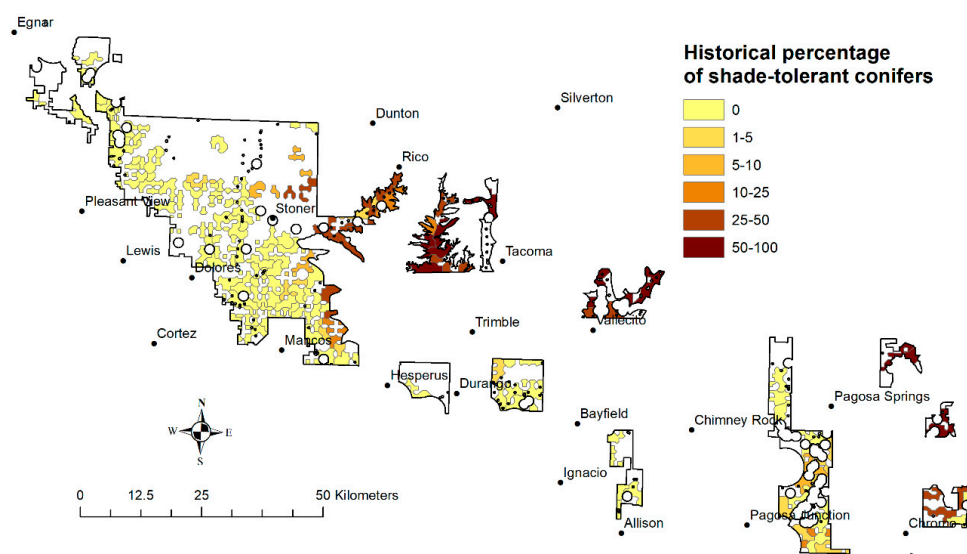 Egnar
Historical percentage
of shade-tolerant conifers
0
1-5
5-10
10-25
25-50
50-100
Silverton
Dunton
Rico
Pleasant View
Stoner
Lewis
Tacoma
Dolores
Trimble
Vallecito
Cortez
Mancos
Hesperus
Durango
Pagosa Springs
Bayfield
Chimney Rock
N
W
E
S
Ignacio
0
12.5
25
50 Kilometers
Allison
Pagosa Junction
Chromo